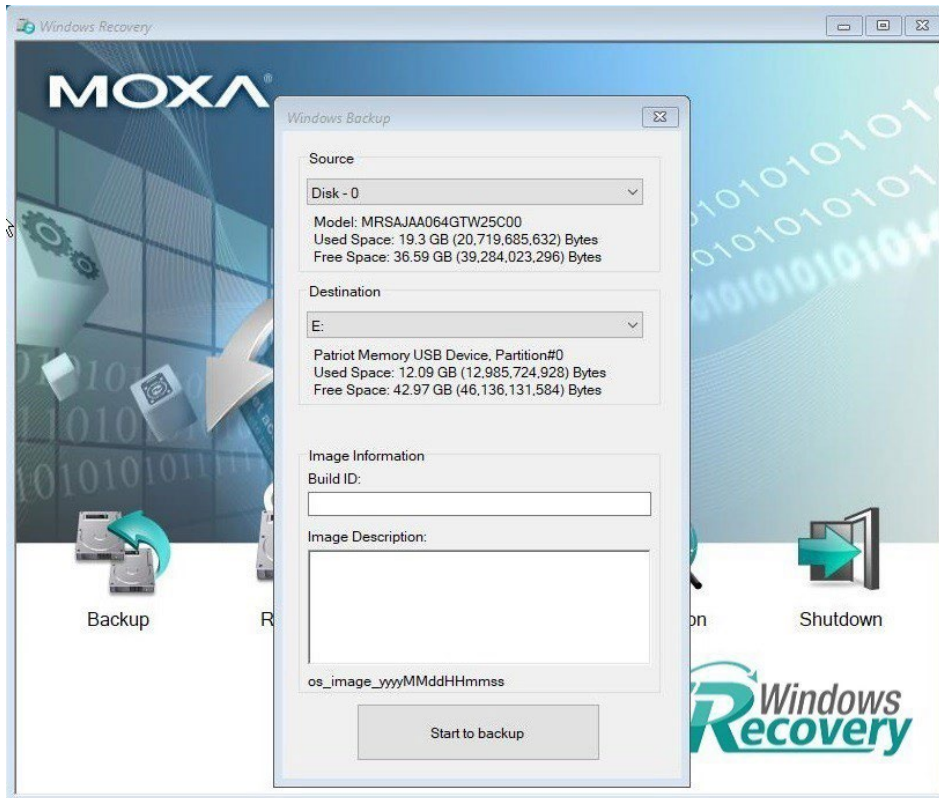 Windows Recovery
MOXA®
Windows Backup
Source
Disk - 0
Model: MRSAJAA064GTW25C00
Used Space: 19.3 GB (20,719,685,632) Bytes
Free Space: 36.59 GB (39,284,023,296) Bytes
Destination
E:
Patriot Memory USB Device, Partition#0
Used Space: 12.09 GB (12,985,724,928) Bytes
Free Space: 42.97 GB (46,136,131,584) Bytes
Image Information
Build ID:
Image Description:
os_image_yyyyMMddHHmmss
Start to backup
Backup
R
on
Shutdown
Windows
Recovery